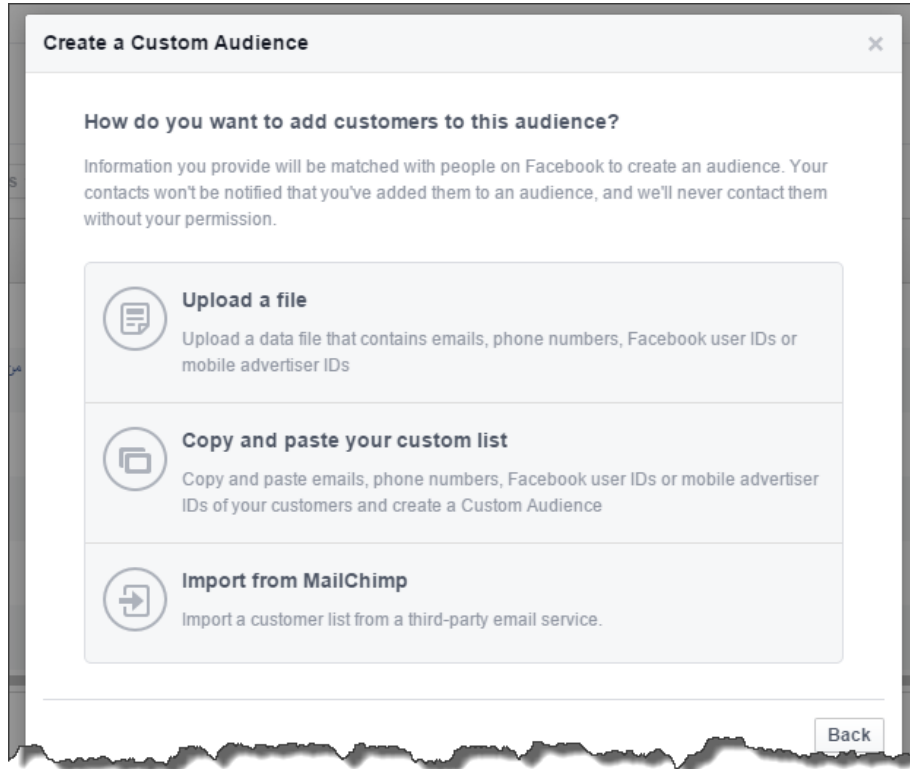 Create a Custom Audience
×
How do you want to add customers to this audience?
Information you provide will be matched with people on Facebook to create an audience. Your
contacts won't be notified that you've added them to an audience, and we'll never contact them
without your permission.
s
من
Upload a file
Upload a data file that contains emails, phone numbers, Facebook user IDs or
mobile advertiser IDs
Copy and paste your custom list
Copy and paste emails, phone numbers, Facebook user IDs or mobile advertiser
IDs of your customers and create a Custom Audience
Import from MailChimp
Import a customer list from a third-party email service.
Back